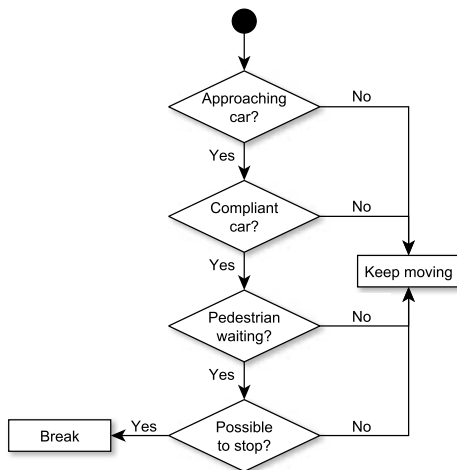 Approaching
car?
No
Yes
Compliant
car?
No
Yes
Keep moving
Pedestrian
waiting?
No
Yes
Break
Yes
Possible
to stop?
No